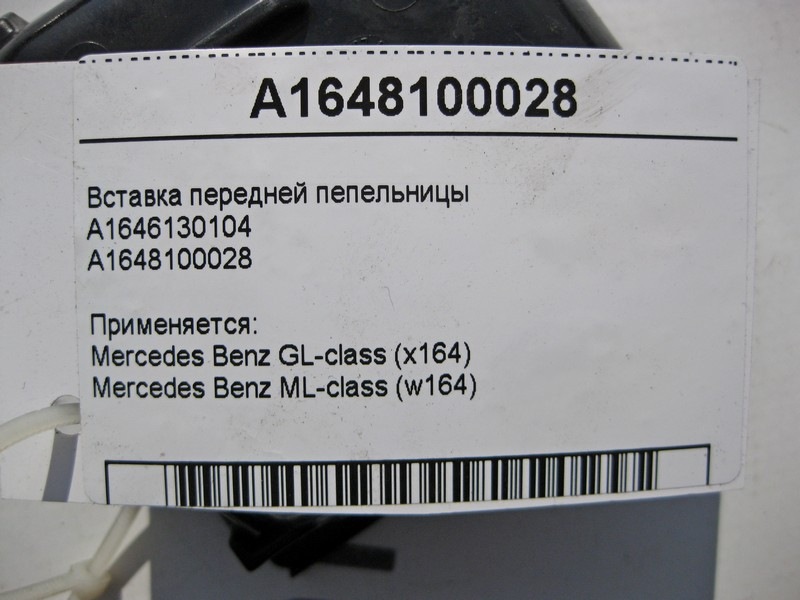 A1648100028
Вставка передней пепельницы
A1646130104
A1648100028
Применяется:
Mercedes Benz GL-class (x164)
Mercedes Benz ML-class (w164)